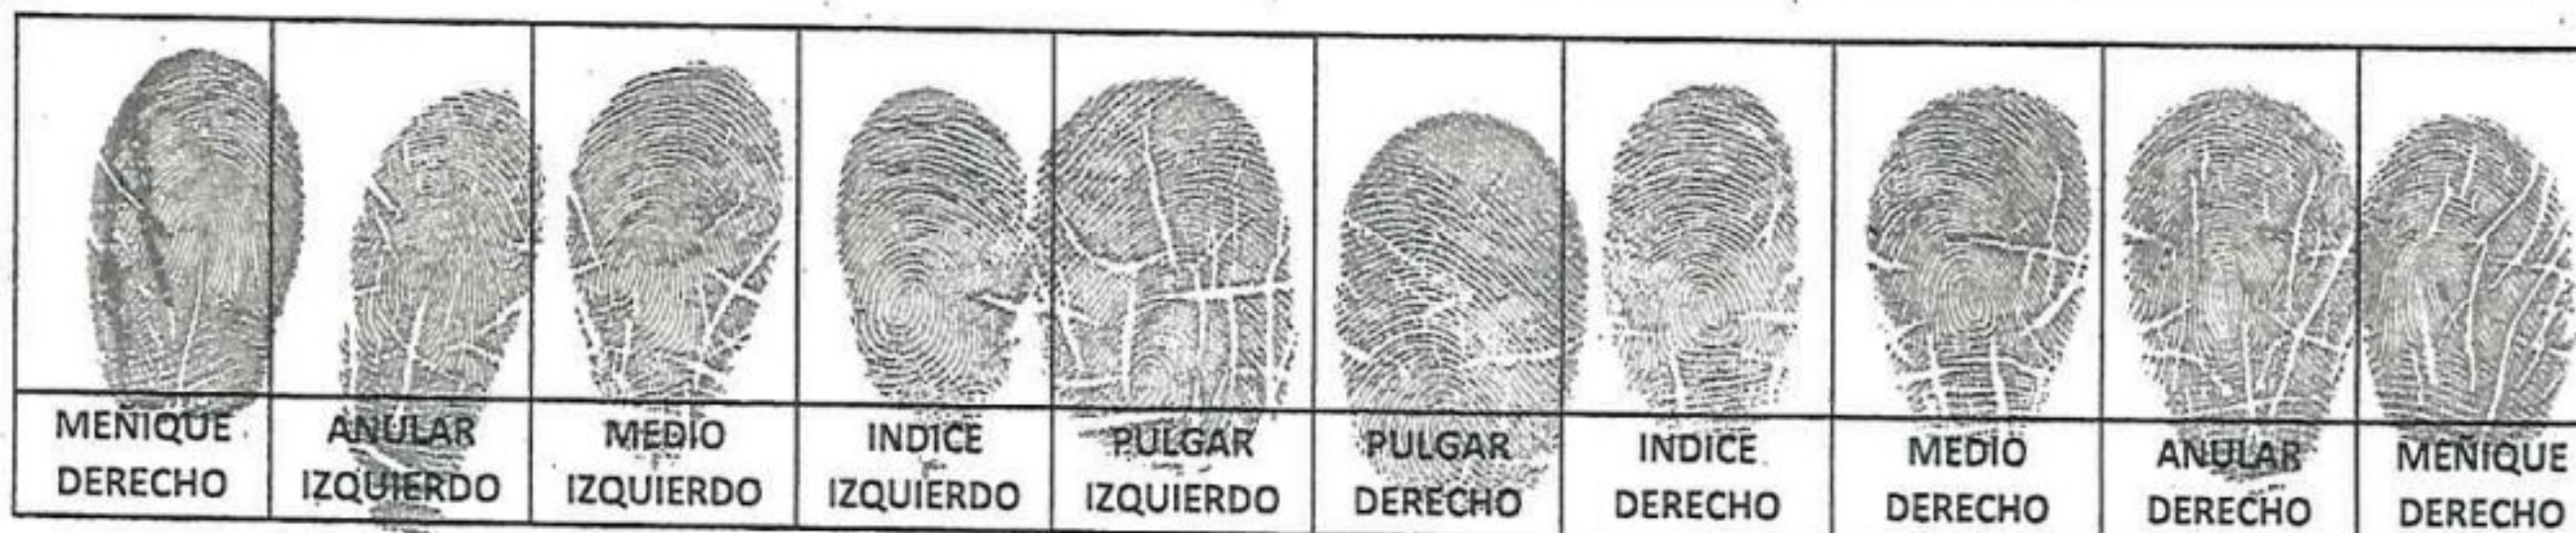 MEÑIQUE
DERECHO
ANULAR
IZQUIERDO
MEDIO
IZQUIERDO
INDICE
IZQUIERDO
PULGAR
IZQUIERDO
PULGAR
DERECHO
INDICE
DERECHO
MEDIO
DERECHO
ANULAR
DERECHO
MEÑIQUE
DERECHO